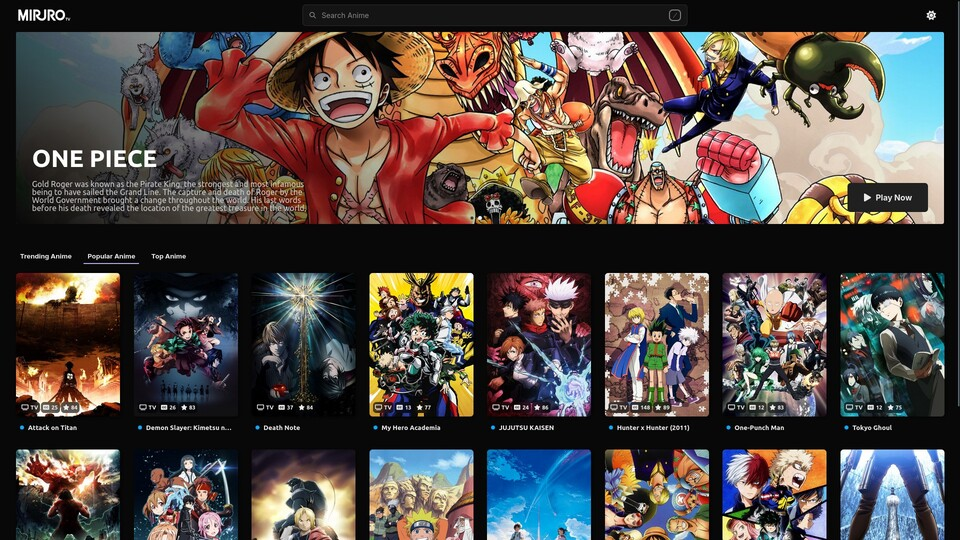 MIRURO TV
Search Anime
/
ONE PIECE
Gold Roger was known as the Pirate King, the strongest and most infamous
being to have sailed the Grand Line. The capture and death of Roger by the
World Government brought a change throughout the world. His last words
before his death revealed the location of the greatest treasure in the world,
Play Now
Trending Anime Popular Anime Top Anime
TV 25 84
TV 26 83
TV 37 84
TV 13 77
TV 24 86
TV 148 89
TV 12 83
TV 12 75
Attack on Titan
Demon Slayer: Kimetsu n...
Death Note
My Hero Academia
JUJUTSU KAISEN
Hunter x Hunter (2011)
One-Punch Man
Tokyo Ghoul